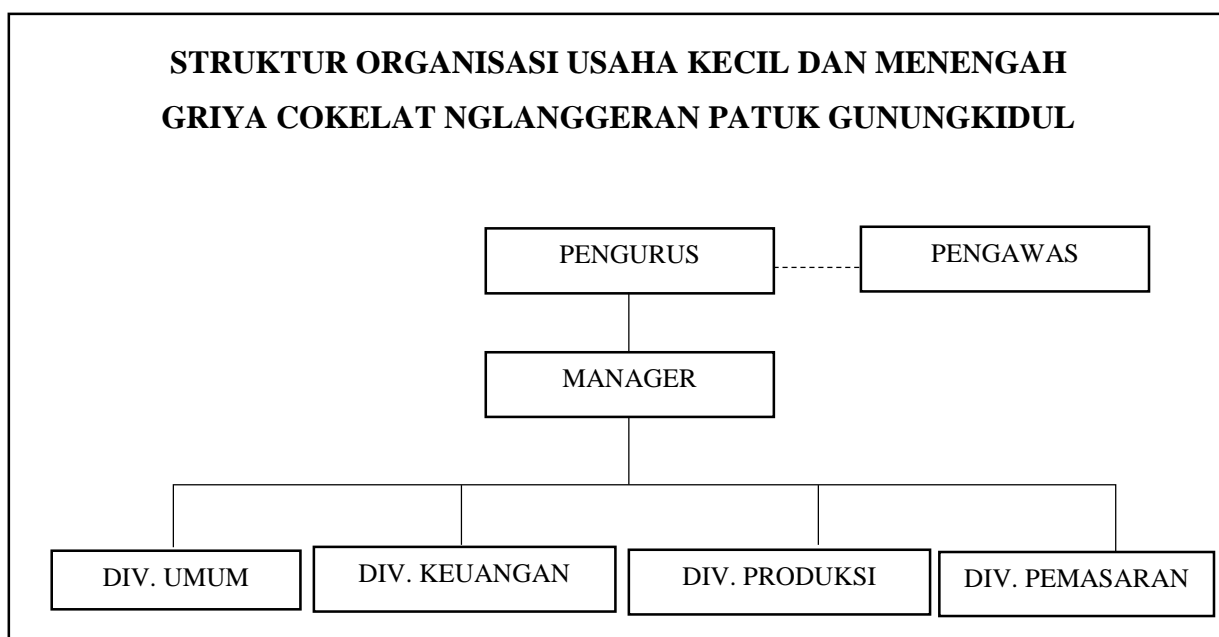 STRUKTUR ORGANISASI USAHA KECIL DAN MENENGAH
GRIYA COKELAT NGLANGGERAN PATUK GUNUNGKIDUL
PENGURUS
PENGAWAS
MANAGER
DIV. UMUM
DIV. KEUANGAN
DIV. PRODUKSI
DIV. PEMASARAN